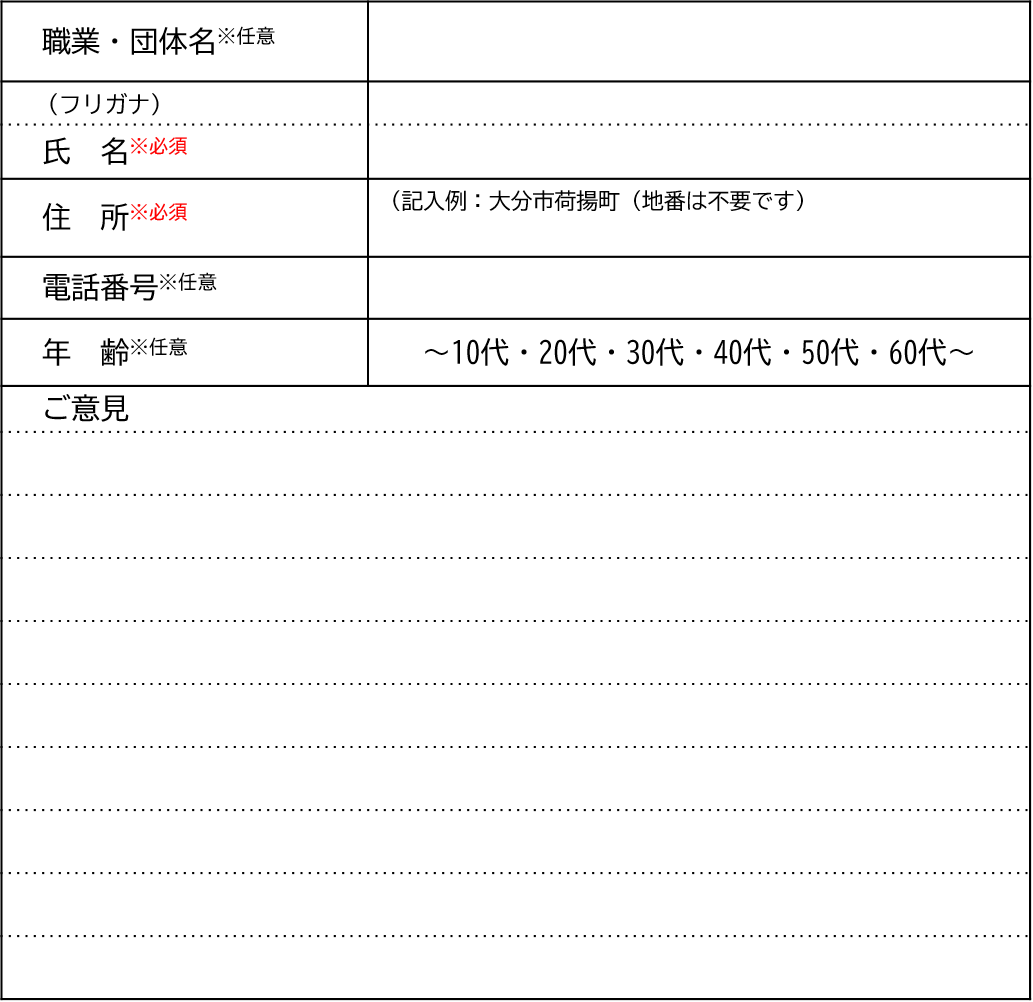 職業・団体名※任意
（フリガナ）
氏　名※必須
住　所※必須
（記入例：大分市荷揚町（地番は不要です）
電話番号※任意
年　齢※任意
～10代・20代・30代・40代・50代・60代～
ご意見